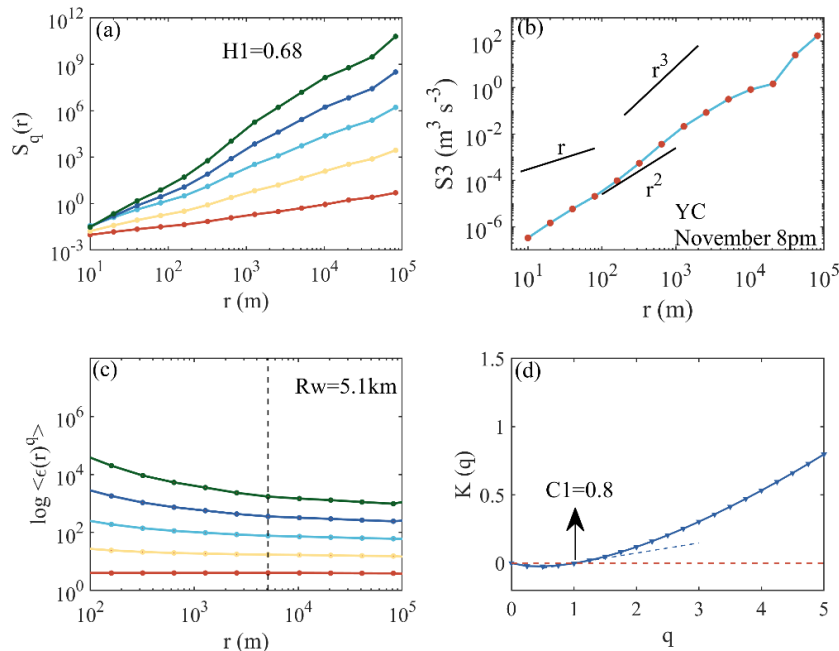 (a)
H1=0.68
S_q(r)
10^12
10^9
10^6
10^3
10^0
10^-3
10^1
10^2
10^3
10^4
10^5
r (m)
(b)
S3 (m^3 s^-3)
10^2
10^0
10^-2
10^-4
10^-6
r^3
r
r^2
YC
November 8pm
10^1
10^2
10^3
10^4
10^5
r (m)
(c)
Rw=5.1km
log <ϵ(r)^q>
10^6
10^4
10^2
10^0
10^2
10^3
10^4
10^5
r (m)
(d)
K (q)
1.5
1
0.5
0
C1=0.8
0
1
2
3
4
5
q